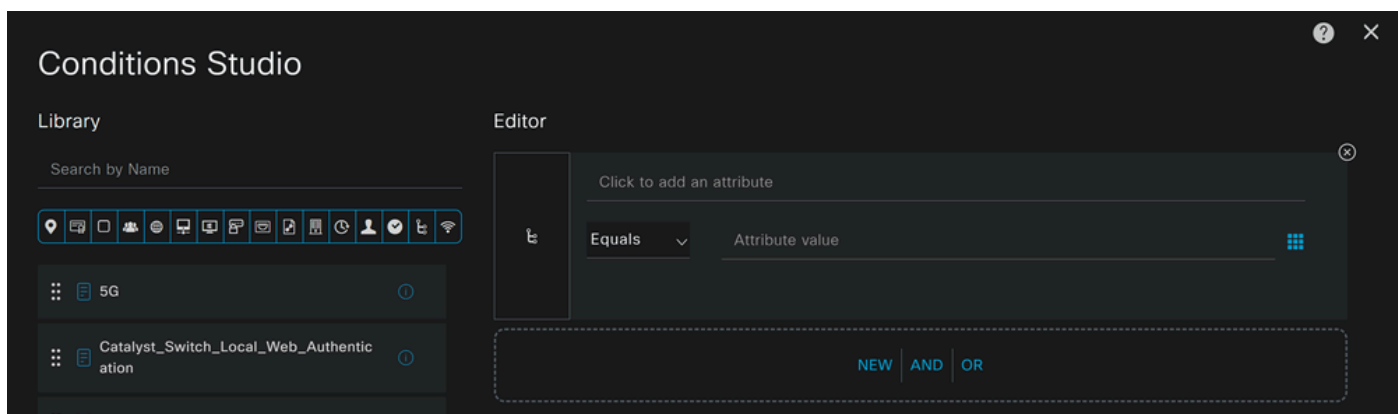 Conditions Studio
Library
Search by Name
5G
Catalyst_Switch_Local_Web_Authentic
ation
Editor
Click to add an attribute
Equals
Attribute value
NEW AND OR